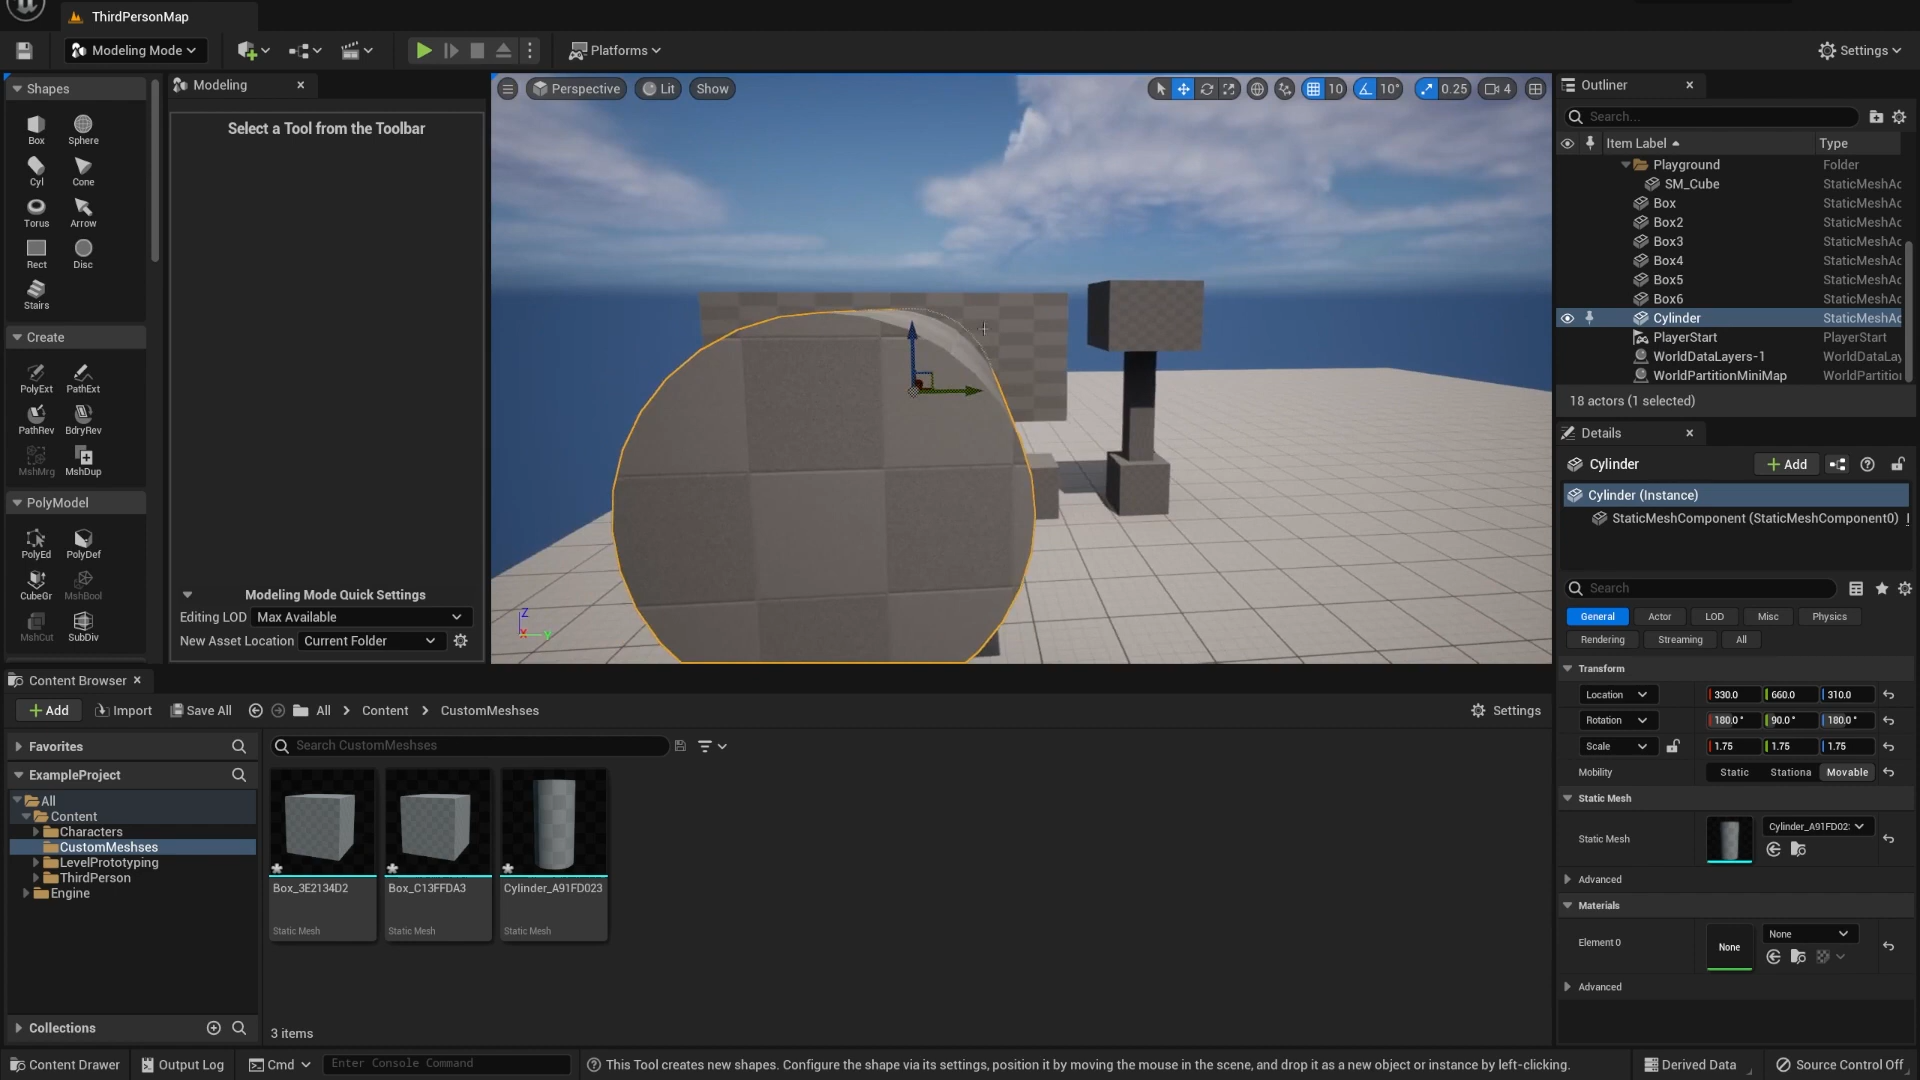 ThirdPersonMap
Modeling Mode
Platforms
Settings
Shapes
Box
Sphere
Cyl
Cone
Torus
Arrow
Rect
Disc
Stairs
Create
PolyExt
PathExt
PathRev
BdryRev
MshMrg
MshDup
PolyModel
PolyEd
PolyDef
CubeGr
MshBool
MshCut
SubDiv
Modeling
Select a Tool from the Toolbar
Modeling Mode Quick Settings
Editing LOD
Max Available
New Asset Location
Current Folder
Perspective
Lit
Show
10
10°
0.25
4
Z
X
Y
Outliner
Search...
Item Label
Type
Playground
Folder
SM_Cube
StaticMeshAc
Box
StaticMeshAc
Box2
StaticMeshAc
Box3
StaticMeshAc
Box4
StaticMeshAc
Box5
StaticMeshAc
Box6
StaticMeshAc
Cylinder
StaticMeshAc
PlayerStart
PlayerStart
WorldDataLayers-1
WorldDataLay
WorldPartitionMiniMap
WorldPartition
18 actors (1 selected)
Details
Cylinder
Add
Cylinder (Instance)
StaticMeshComponent (StaticMeshComponent0)
Search
General
Actor
LOD
Misc
Physics
Rendering
Streaming
All
Transform
Location
330.0
660.0
310.0
Rotation
180.0 °
90.0 °
180.0 °
Scale
1.75
1.75
1.75
Mobility
Static
Stationa
Movable
Static Mesh
Static Mesh
Cylinder_A91FD02
Advanced
Materials
Element 0
None
None
Advanced
Content Browser
Add
Import
Save All
All
Content
CustomMeshses
Settings
Favorites
ExampleProject
All
Content
Characters
CustomMeshses
LevelPrototyping
ThirdPerson
Engine
Collections
Search CustomMeshses
Box_3E2134D2
Static Mesh
Box_C13FFDA3
Static Mesh
Cylinder_A91FD023
Static Mesh
3 items
Content Drawer
Output Log
Cmd
Enter Console Command
This Tool creates new shapes. Configure the shape via its settings, position it by moving the mouse in the scene, and drop it as a new object or instance by left-clicking.
Derived Data
Source Control Off